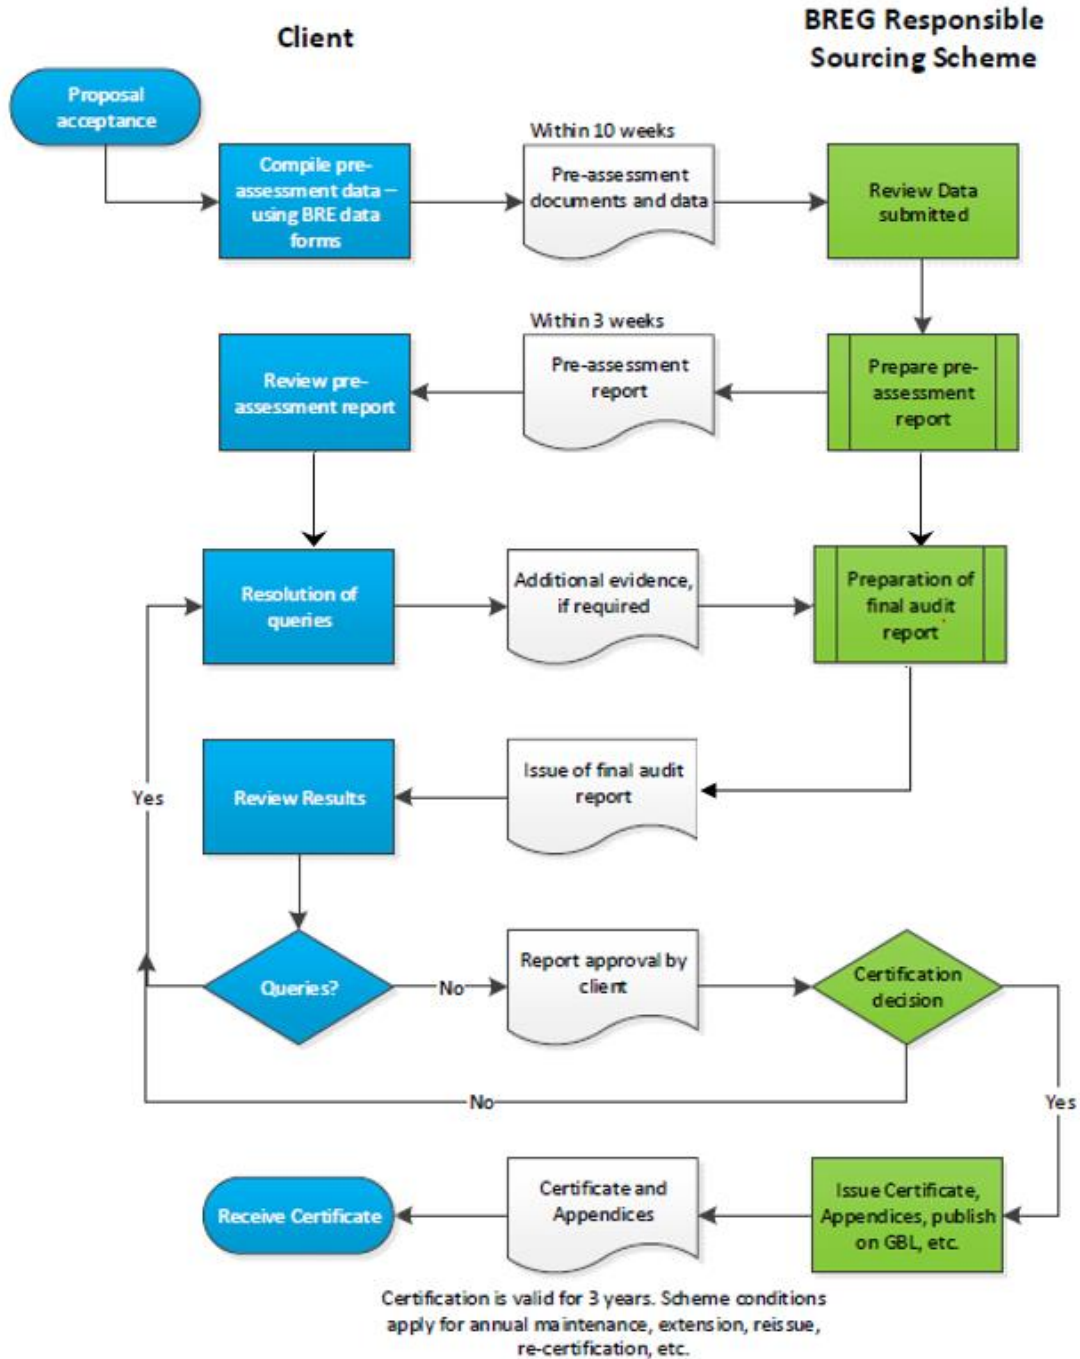 Client
BREG Responsible
Sourcing Scheme
Proposal
acceptance
Within 10 weeks
Compile pre-
assessment data –
using BRE data
forms
Pre-assessment
documents and data
Review Data
submitted
Within 3 weeks
Review pre-
assessment report
Pre-assessment
report
Prepare pre-
assessment
report
Resolution of
queries
Additional evidence,
if required
Preparation of
final audit
report
Yes
Review Results
Issue of final audit
report
Queries?
No
Report approval by
client
Certification
decision
No
Yes
Receive Certificate
Certificate and
Appendices
Issue Certificate,
Appendices, publish
on GBL, etc.
Certification is valid for 3 years. Scheme conditions
apply for annual maintenance, extension, reissue,
re-certification, etc.